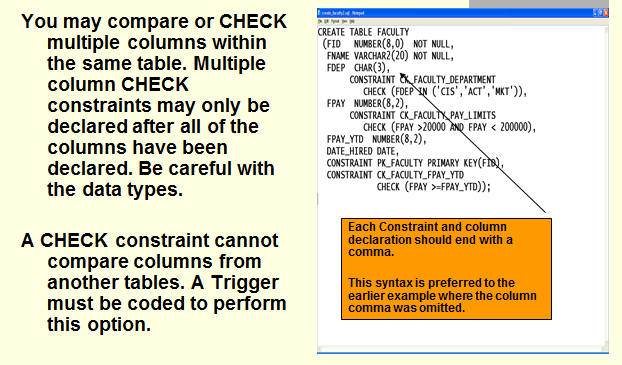 You may compare or CHECK
multiple columns within
the same table. Multiple
column CHECK
constraints may only be
declared after all of the
columns have been
declared. Be careful with
the data types.
A CHECK constraint cannot
compare columns from
another tables. A Trigger
must be coded to perform
this option.
create_faculty2.sql - Notepad
File Edit Format View Help
CREATE TABLE FACULTY
(FID NUMBER(8,0) NOT NULL,
FNAME VARCHAR2(20) NOT NULL,
FDEP CHAR(3),
CONSTRAINT CK_FACULTY_DEPARTMENT
CHECK (FDEP IN ('CIS','ACT','MKT')),
FPAY NUMBER(8,2),
CONSTRAINT CK_FACULTY_PAY_LIMITS
CHECK (FPAY >20000 AND FPAY < 200000),
FPAY_YTD NUMBER(8,2),
DATE_HIRED DATE,
CONSTRAINT PK_FACULTY PRIMARY KEY(FID),
CONSTRAINT CK_FACULTY_FPAY_YTD
CHECK (FPAY >=FPAY_YTD));
Each Constraint and column
declaration should end with a
comma.
This syntax is preferred to the
earlier example where the column
comma was omitted.